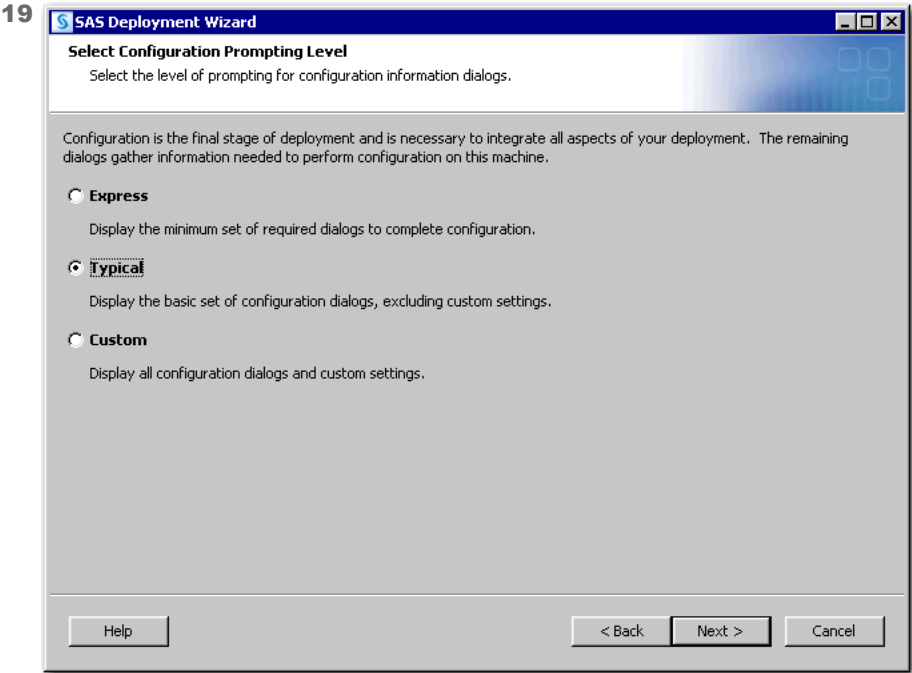 19
SAS Deployment Wizard
Select Configuration Prompting Level
Select the level of prompting for configuration information dialogs.
Configuration is the final stage of deployment and is necessary to integrate all aspects of your deployment. The remaining
dialogs gather information needed to perform configuration on this machine.
Express
Display the minimum set of required dialogs to complete configuration.
Typical
Display the basic set of configuration dialogs, excluding custom settings.
Custom
Display all configuration dialogs and custom settings.
Help
< Back
Next >
Cancel